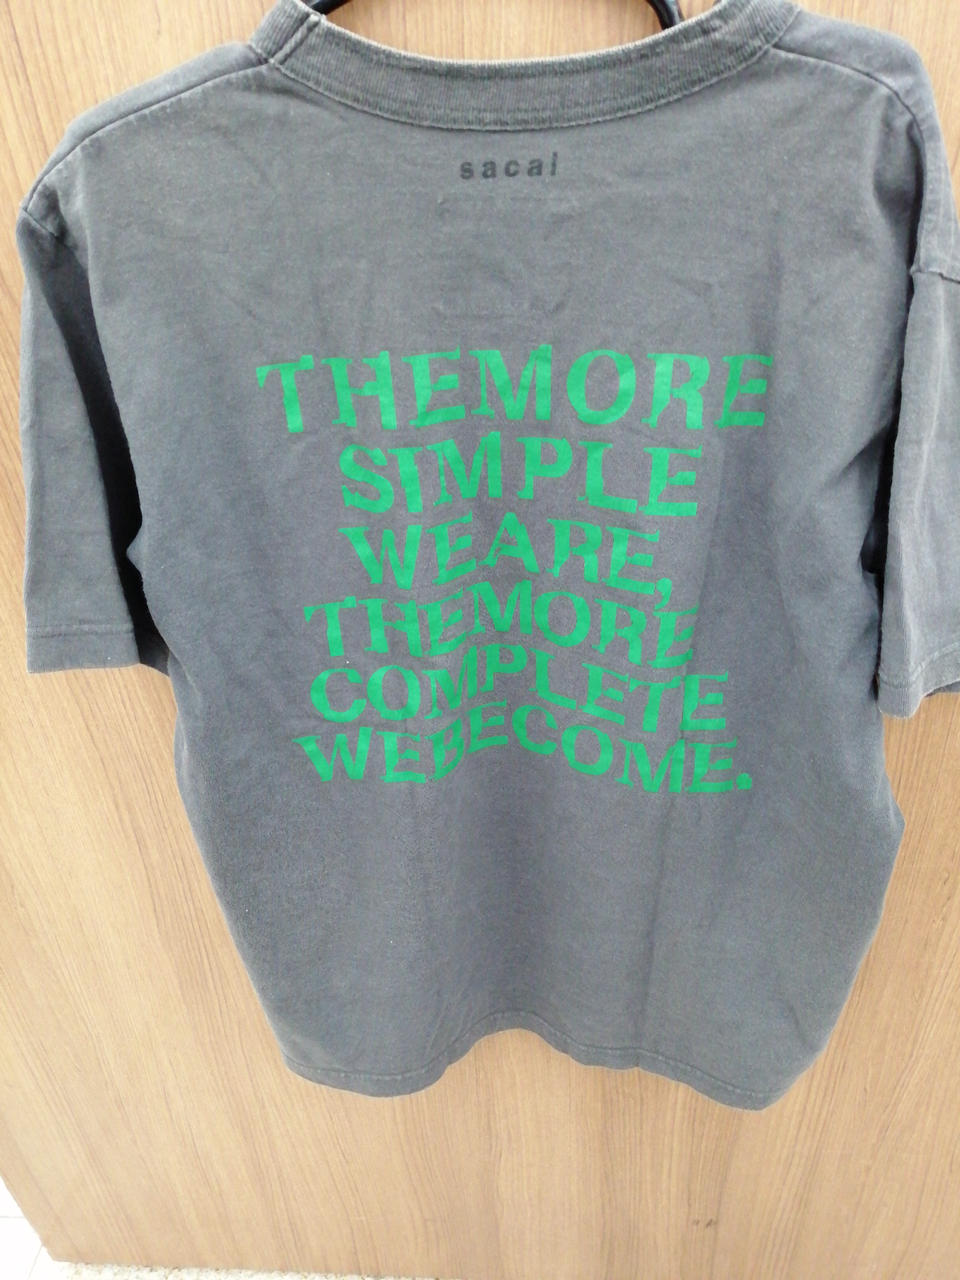 sacai
THEMORE
SIMPLE
WEARE,
THEMORE
COMPLETE
WEBECOME.